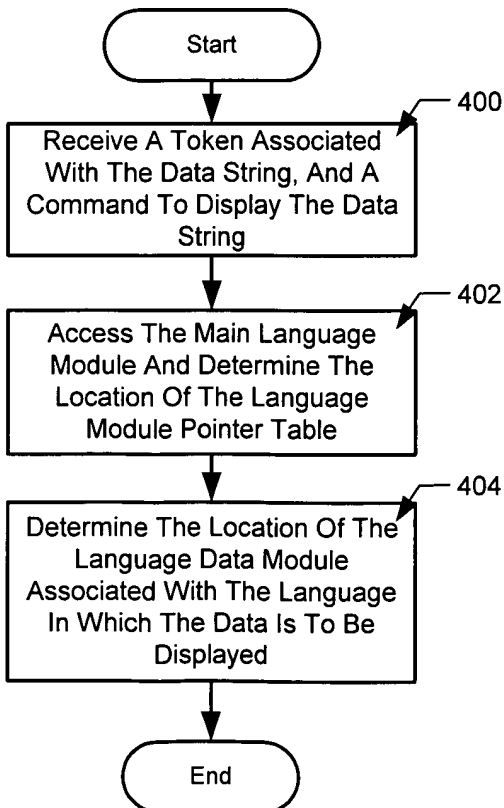 Start
400
Receive A Token Associated
With The Data String, And A
Command To Display The Data
String
402
Access The Main Language
Module And Determine The
Location Of The Language
Module Pointer Table
404
Determine The Location Of The
Language Data Module
Associated With The Language
In Which The Data Is To Be
Displayed
End